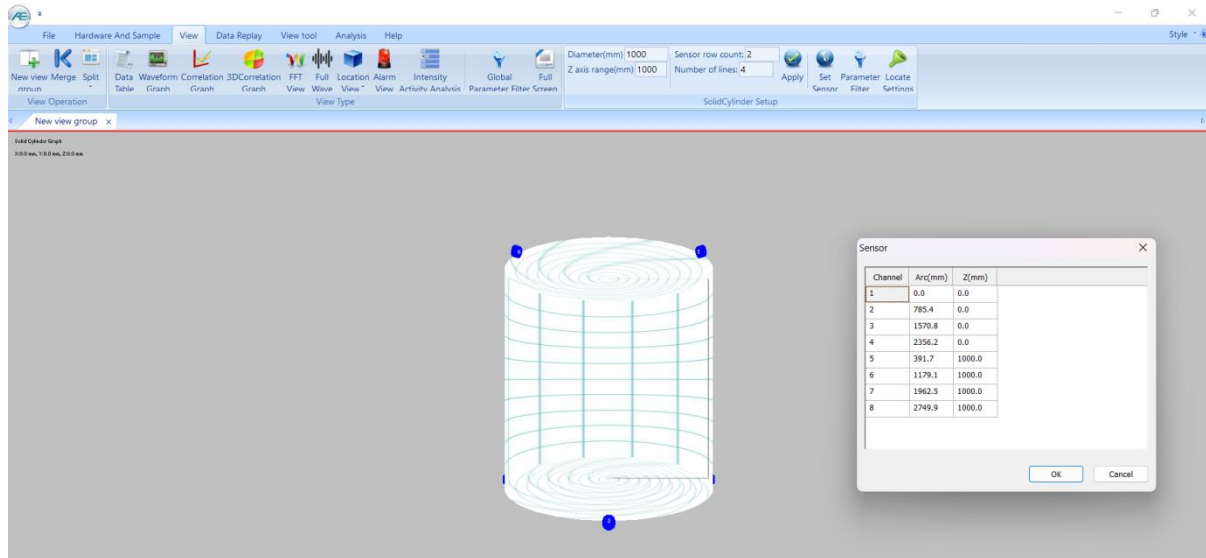 AE
File Hardware And Sample View Data Replay View tool Analysis Help Style
New view group Merge Split Data Table Waveform Graph Correlation Graph 3DCorrelation Graph FFT View Full Wave Location View Alarm View Intensity Activity Analysis Global Parameter Filter Full Screen
Diameter(mm) 1000 Sensor row count: 2
Z axis range(mm) 1000 Number of lines: 4
Apply Set Sensor Parameter Filter Locate Settings
View Operation View Type SolidCylinder Setup
New view group ×
Solid Cylinder Graph
X:0.0 mm, Y:0.0 mm, Z:0.0 mm
Sensor
Channel Arc(mm) Z(mm)
1 0.0 0.0
2 785.4 0.0
3 1570.8 0.0
4 2356.2 0.0
5 391.7 1000.0
6 1179.1 1000.0
7 1962.5 1000.0
8 2749.9 1000.0
OK Cancel
2